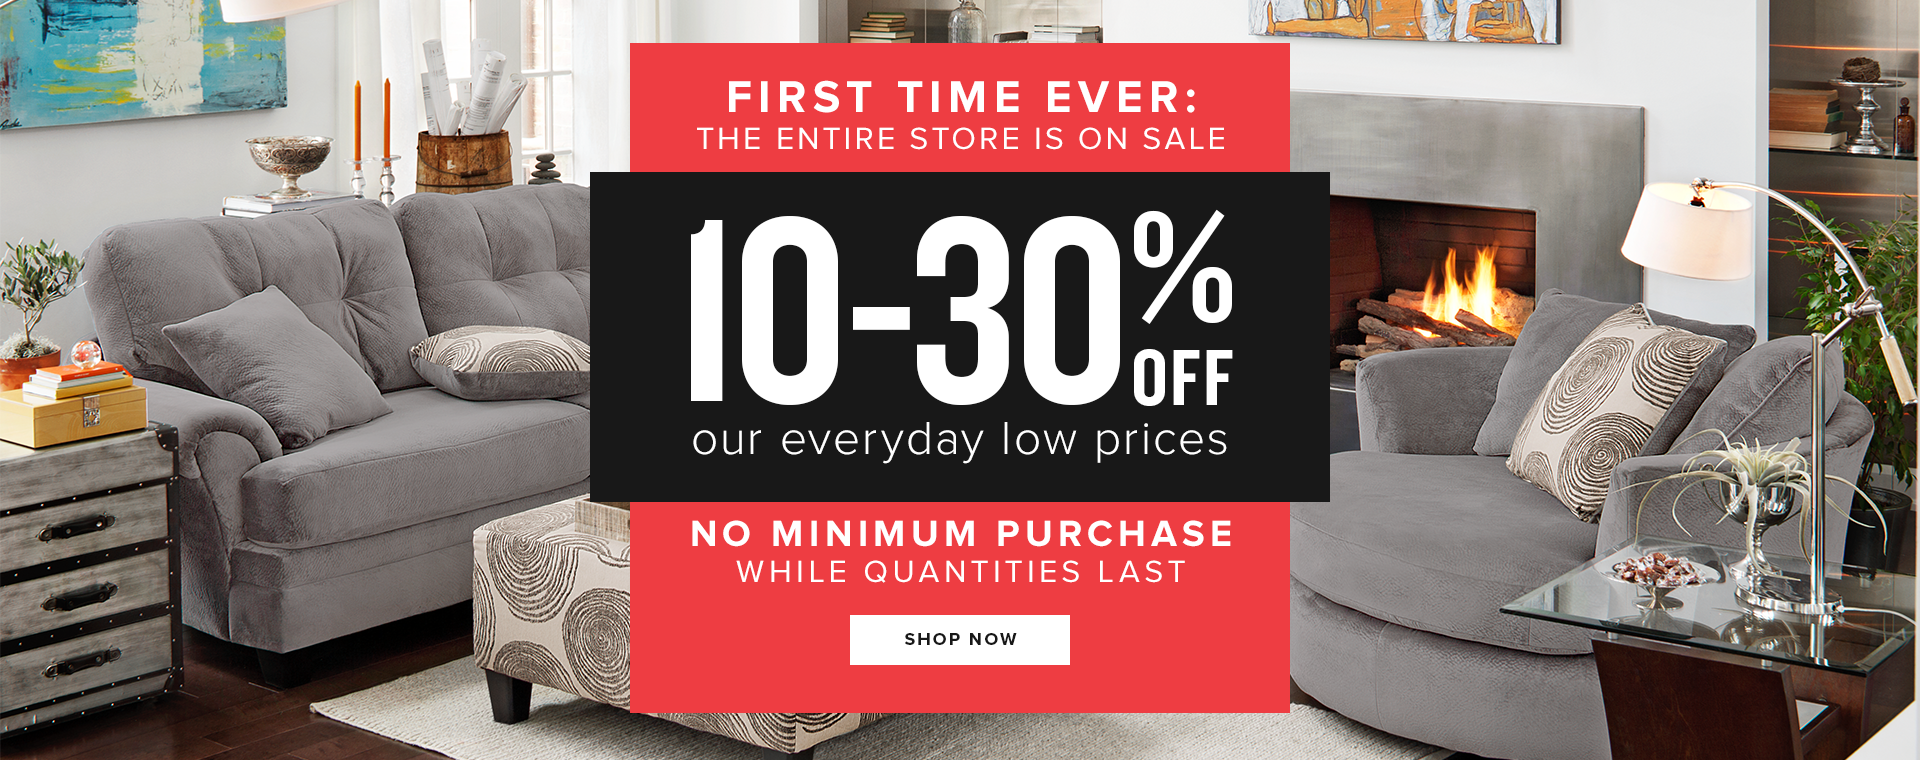 FIRST TIME EVER:
THE ENTIRE STORE IS ON SALE
10-30% OFF
our everyday low prices
NO MINIMUM PURCHASE
WHILE QUANTITIES LAST
SHOP NOW